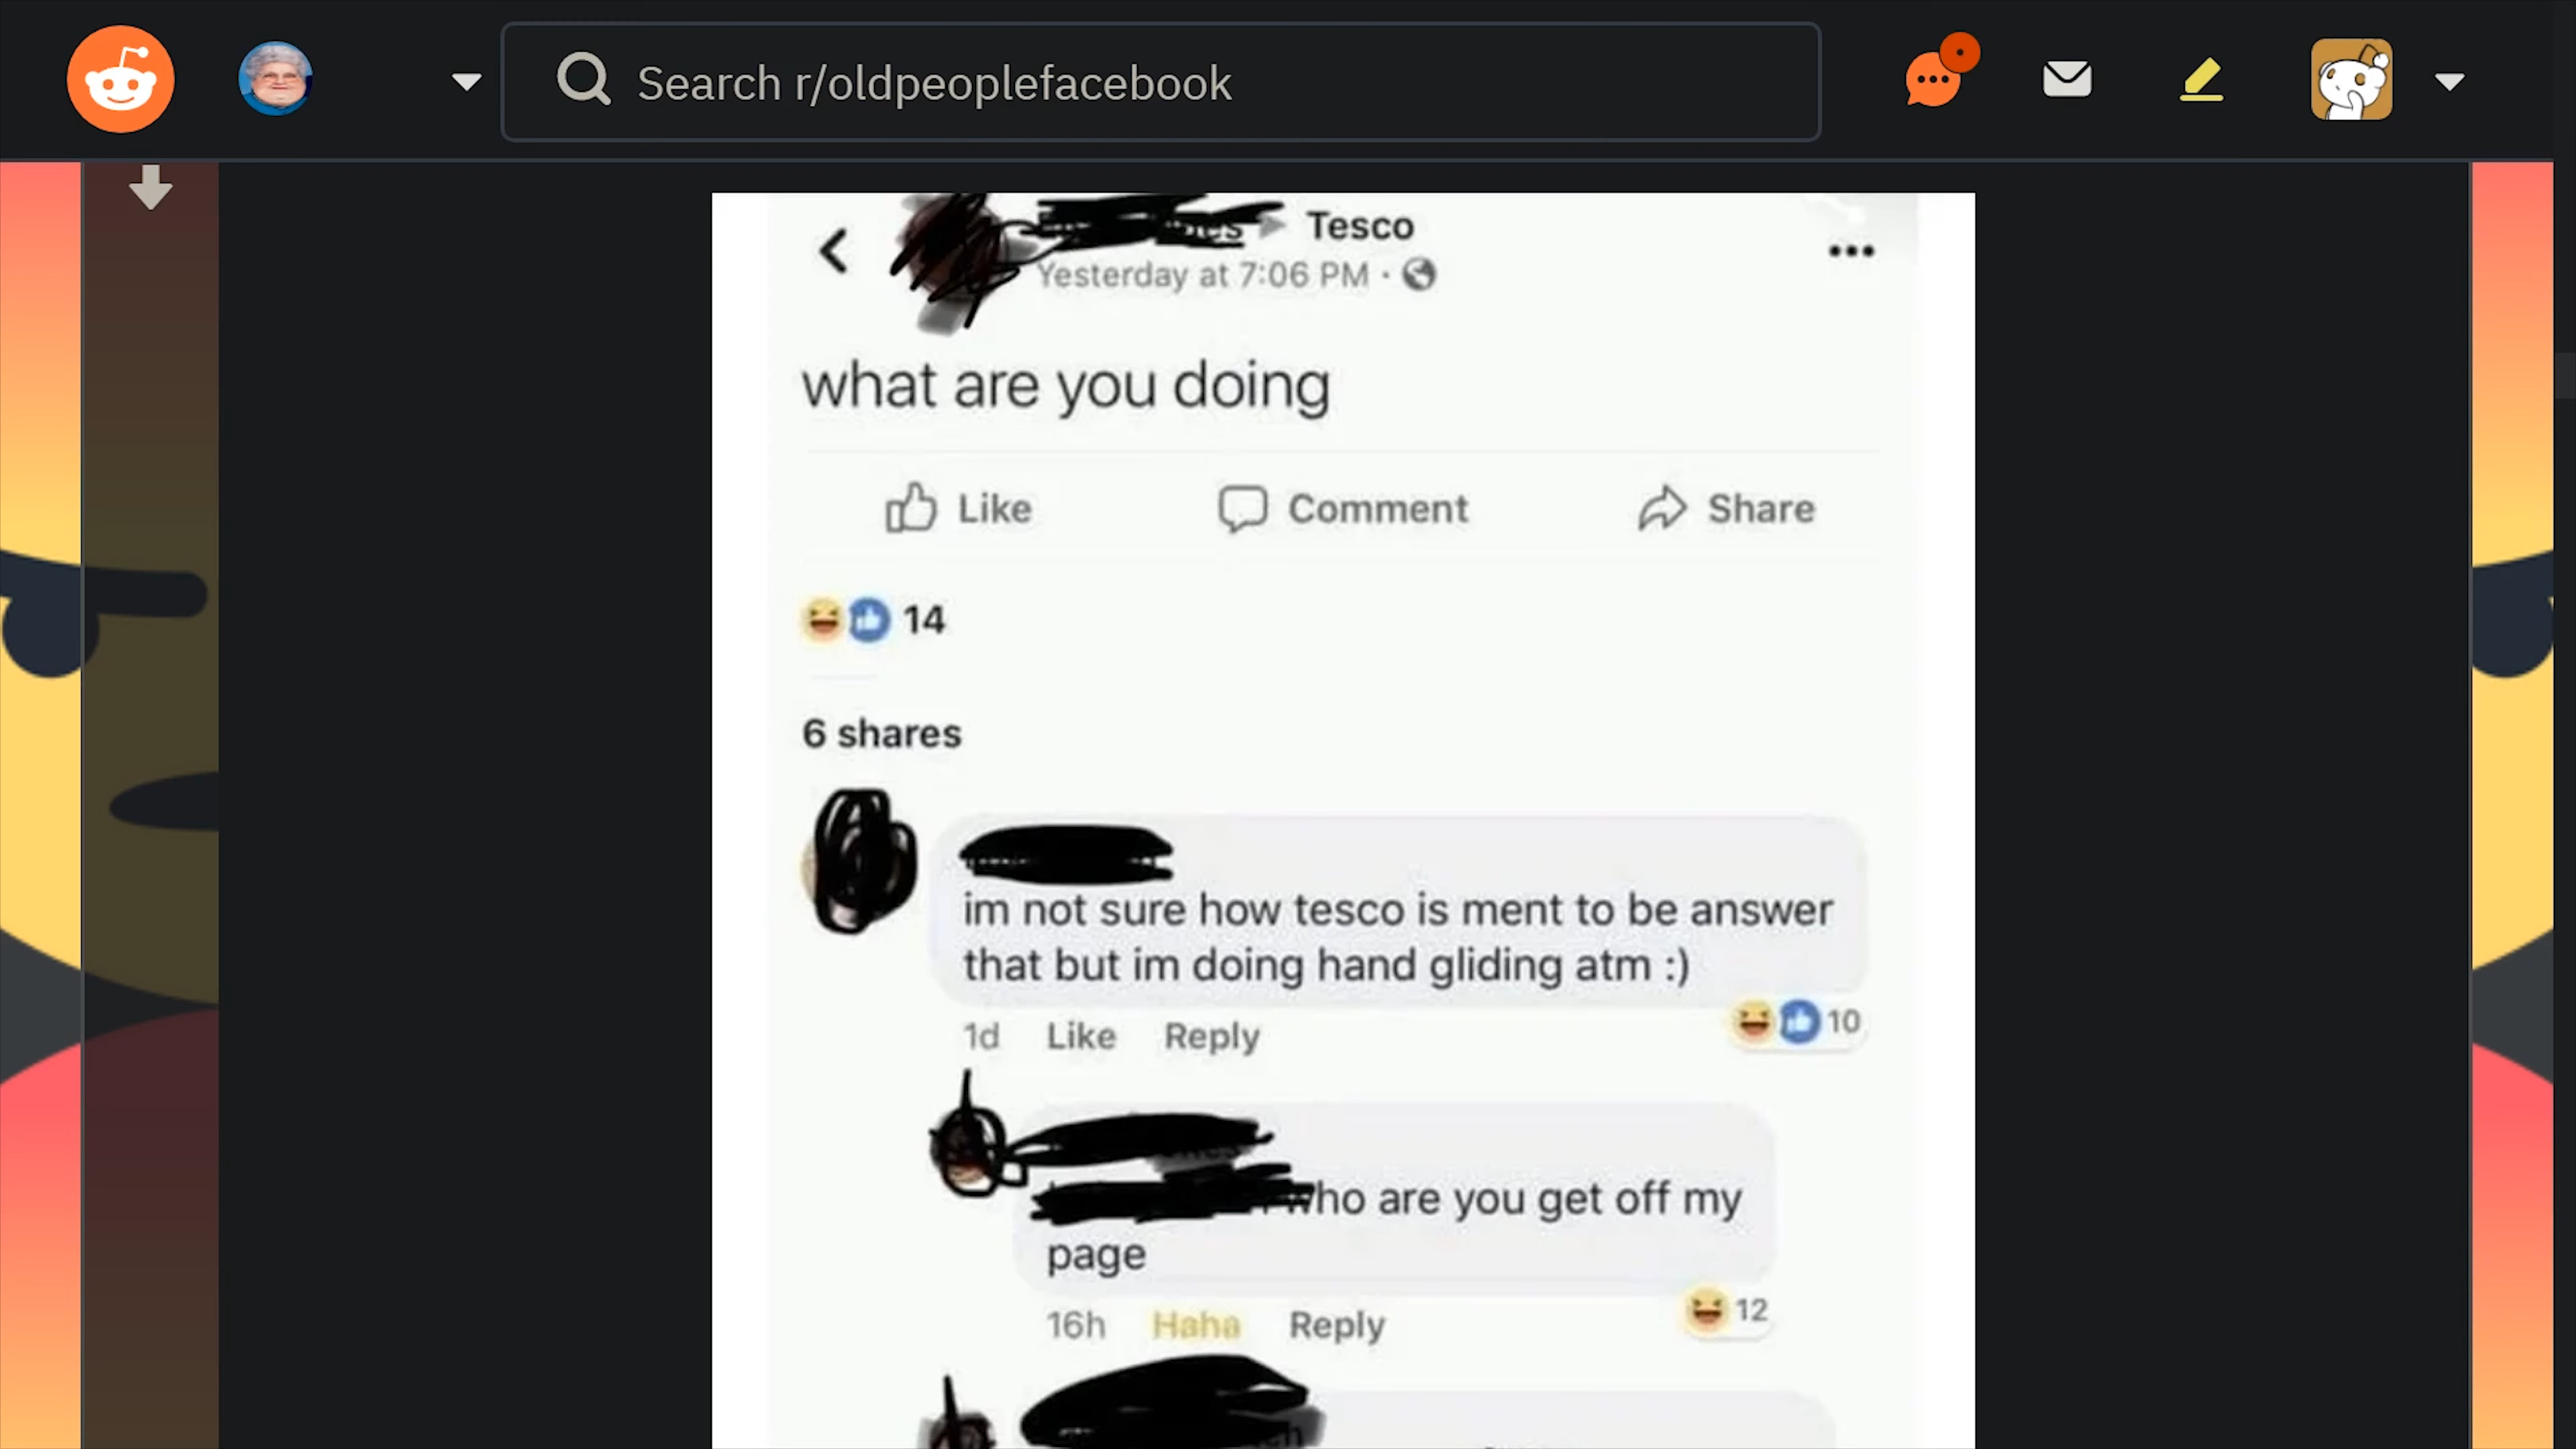 Search r/oldpeoplefacebook
Tesco
Yesterday at 7:06 PM ·
what are you doing
Like Comment Share
14
6 shares
im not sure how tesco is ment to be answer
that but im doing hand gliding atm :)
1d Like Reply 10
who are you get off my
page
16h Haha Reply 12